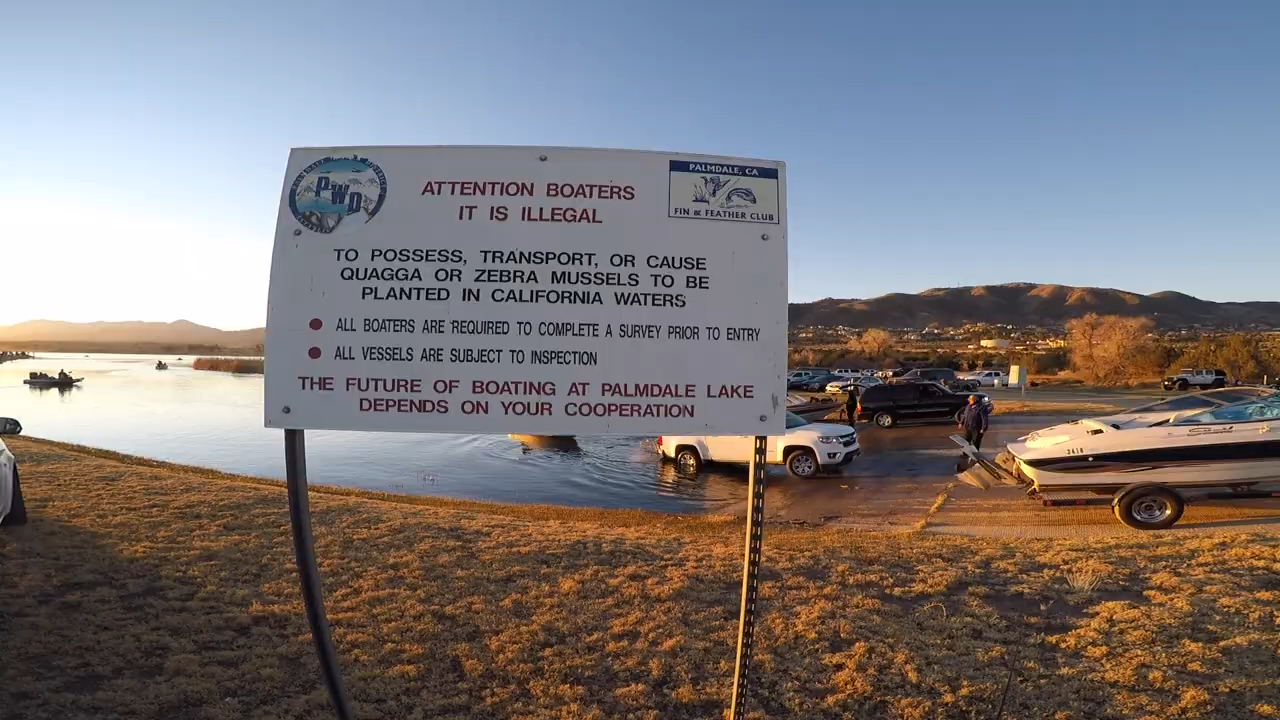 PWD
PALMDALE, CA
FIN & FEATHER CLUB
ATTENTION BOATERS
IT IS ILLEGAL
TO POSSESS, TRANSPORT, OR CAUSE
QUAGGA OR ZEBRA MUSSELS TO BE
PLANTED IN CALIFORNIA WATERS
ALL BOATERS ARE REQUIRED TO COMPLETE A SURVEY PRIOR TO ENTRY
ALL VESSELS ARE SUBJECT TO INSPECTION
THE FUTURE OF BOATING AT PALMDALE LAKE
DEPENDS ON YOUR COOPERATION